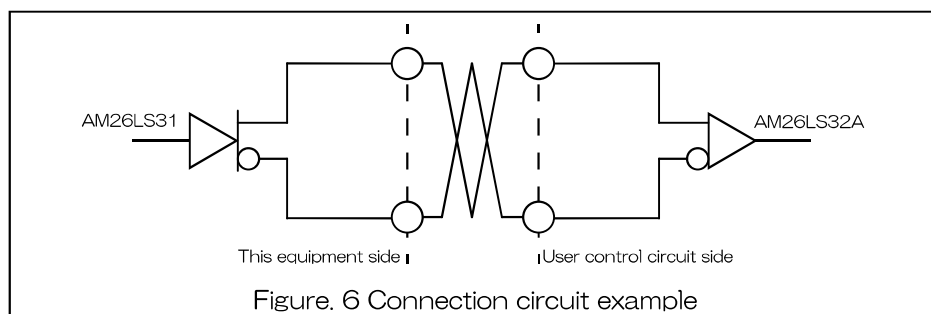 AM26LS31
AM26LS32A
This equipment side
User control circuit side
Figure. 6 Connection circuit example